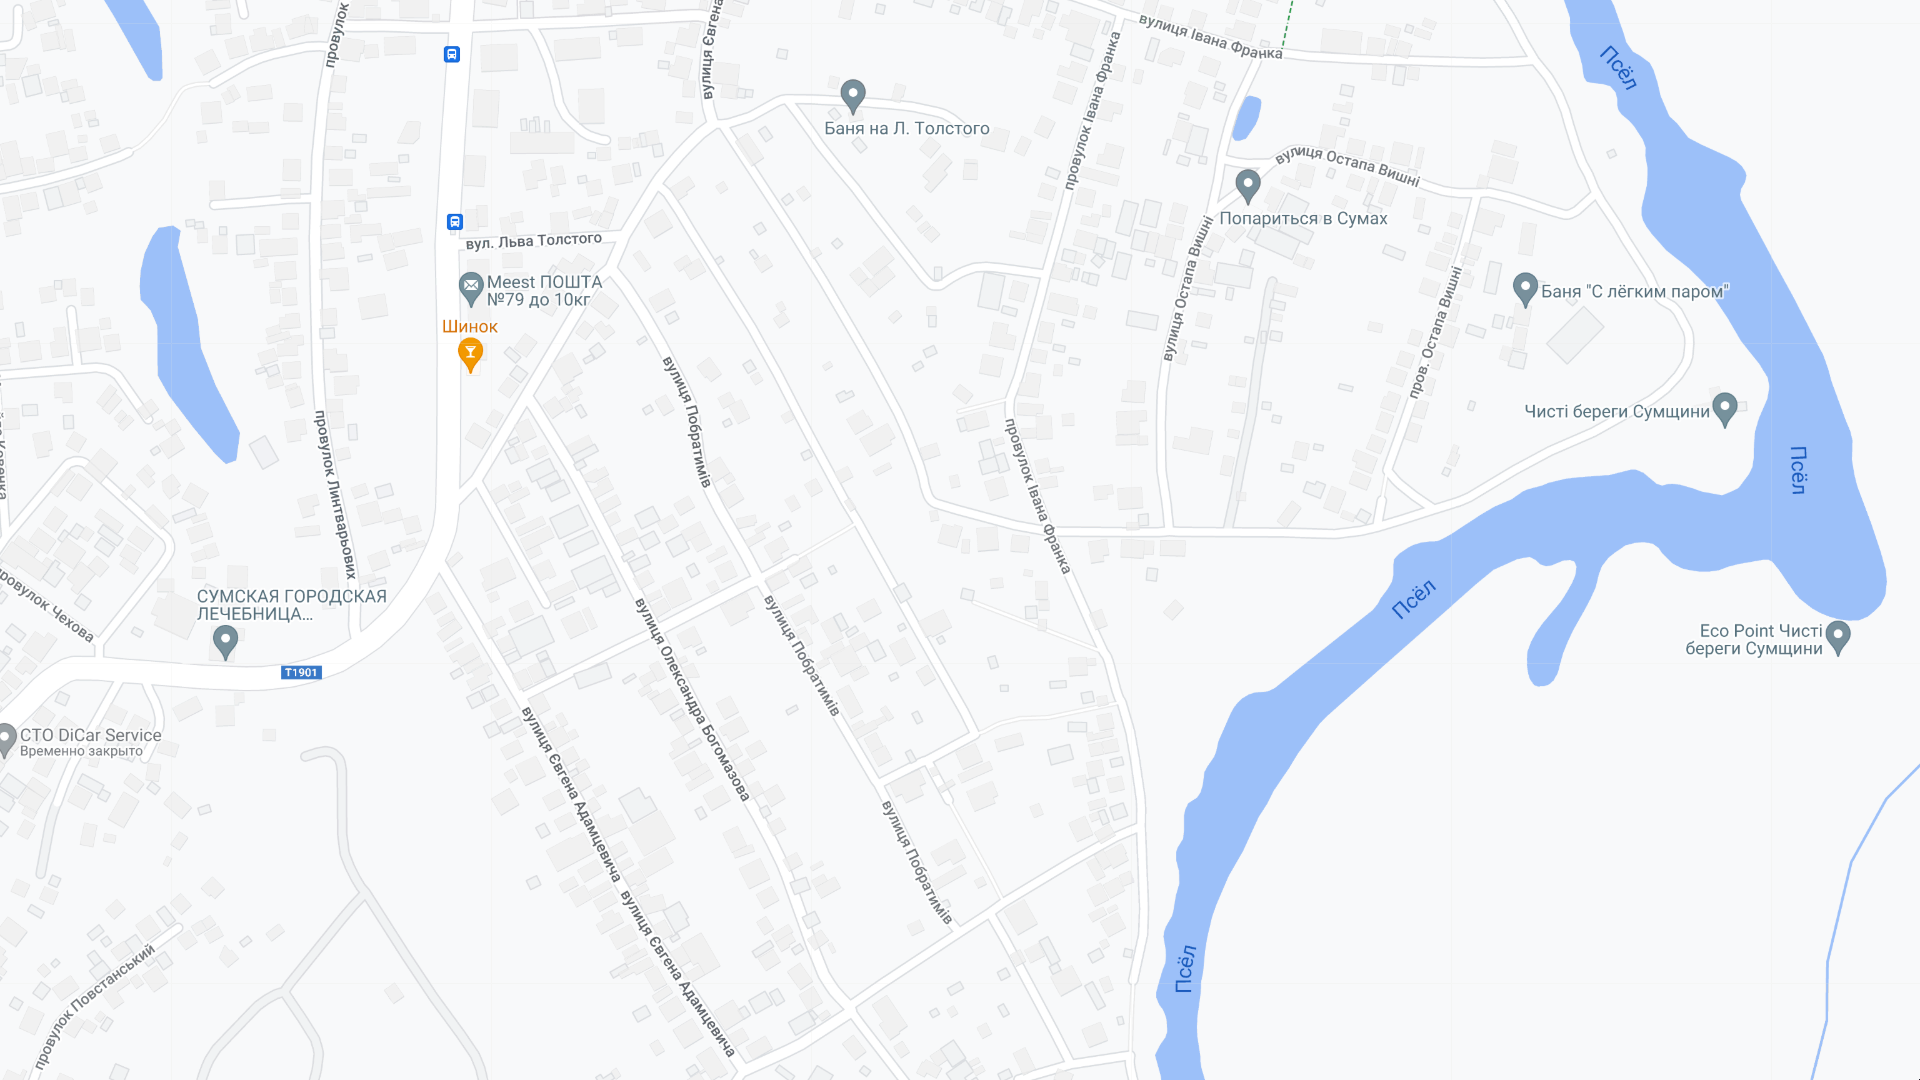 провулок
вулиця Євгена
вулиця Івана Франка
Псёл
провулок Івана Франка
Баня на Л. Толстого
вулиця Остапа Вишні
Попариться в Сумах
вул. Льва Толстого
вулиця Остапа Вишні
Meest ПОШТА
№79 до 10кг
Шинок
пров. Остапа Вишні
Баня "С лёгким паром"
вулиця Побратимів
Чисті береги Сумщини
провулок Линтварьових
провулок Івана Франка
Псёл
провулок Чехова
СУМСКАЯ ГОРОДСКАЯ
ЛЕЧЕБНИЦА...
T1901
вулиця Олександра Богомазова
вулиця Побратимів
Псёл
Eco Point Чисті
береги Сумщини
СТО DiCar Service
Временно закрыто
вулиця Євгена Адамцевича
вулиця Побратимів
вулиця Євгена Адамцевича
провулок Повстанський
Псёл